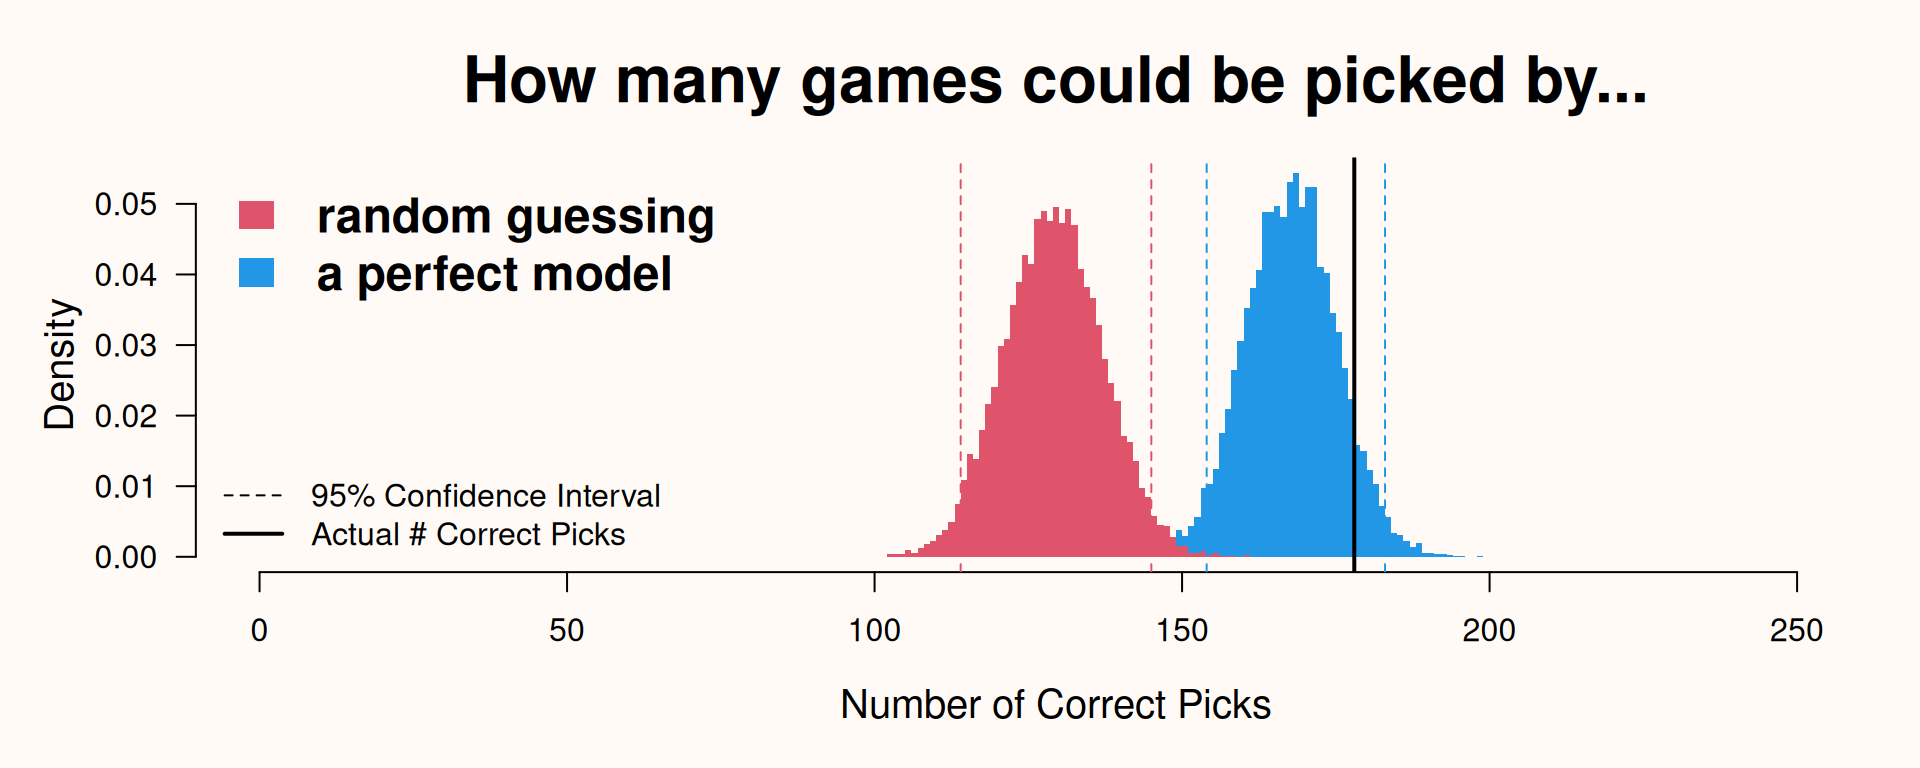 How many games could be picked by...
random guessing
a perfect model
95% Confidence Interval
Actual # Correct Picks
Density
0.05
0.04
0.03
0.02
0.01
0.00
0 50 100 150 200 250
Number of Correct Picks